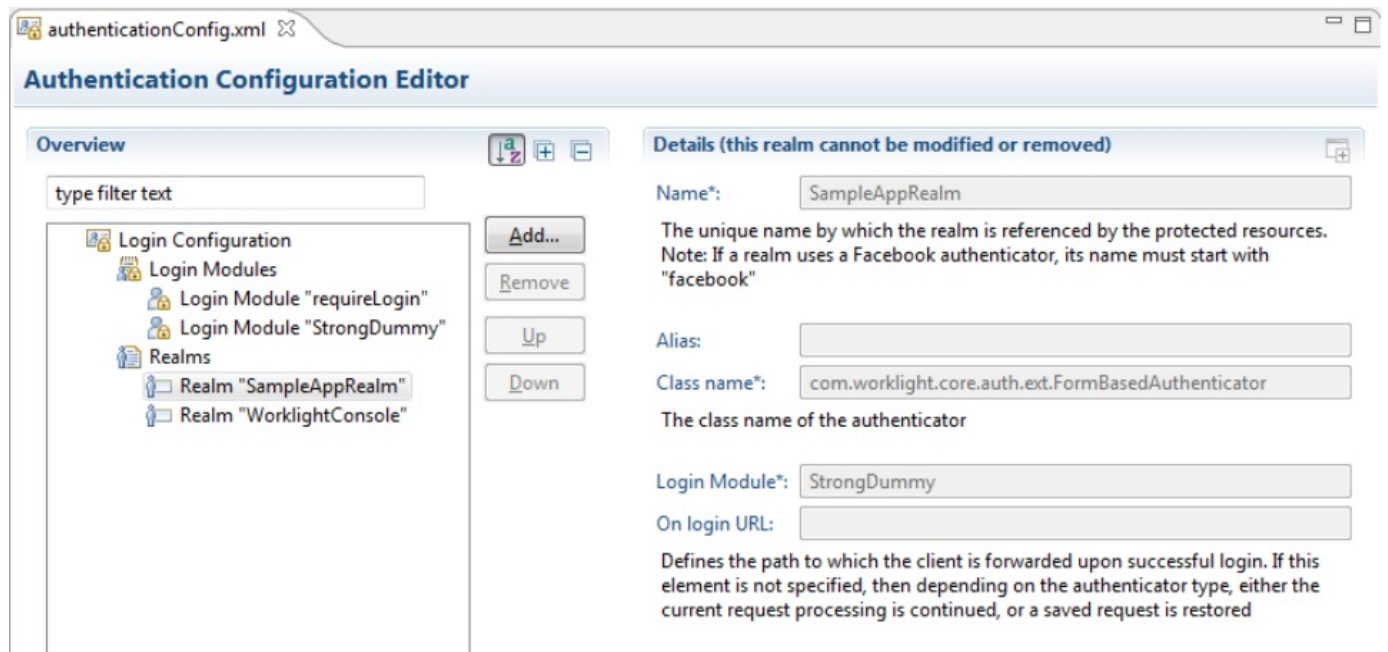 authenticationConfig.xml
Authentication Configuration Editor
Overview
type filter text
Login Configuration
Login Modules
Login Module "requireLogin"
Login Module "StrongDummy"
Realms
Realm "SampleAppRealm"
Realm "WorklightConsole"
Add...
Remove
Up
Down
Details (this realm cannot be modified or removed)
Name*: SampleAppRealm
The unique name by which the realm is referenced by the protected resources.
Note: If a realm uses a Facebook authenticator, its name must start with
"facebook"
Alias:
Class name*: com.worklight.core.auth.ext.FormBasedAuthenticator
The class name of the authenticator
Login Module*: StrongDummy
On login URL:
Defines the path to which the client is forwarded upon successful login. If this
element is not specified, then depending on the authenticator type, either the
current request processing is continued, or a saved request is restored